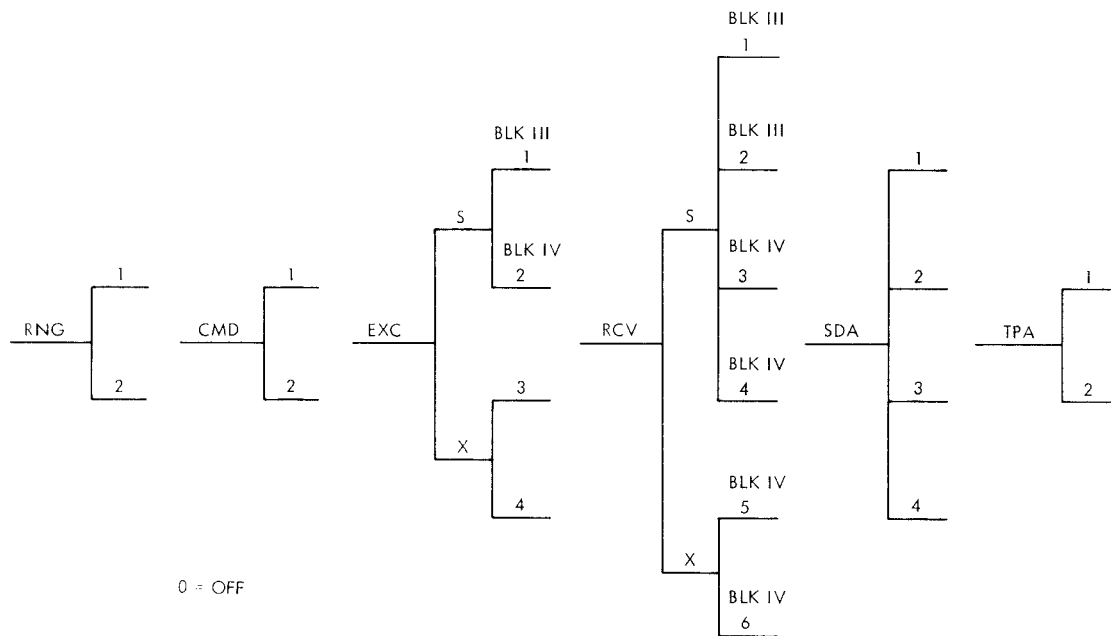 BLK III
1
BLK III
2
BLK III
1
1
S
S
BLK IV
2
BLK IV
3
2
1
1
1
RNG
CMD
EXC
RCV
SDA
TPA
2
2
3
BLK IV
4
3
2
X
4
BLK IV
5
4
X
BLK IV
6
0 = OFF